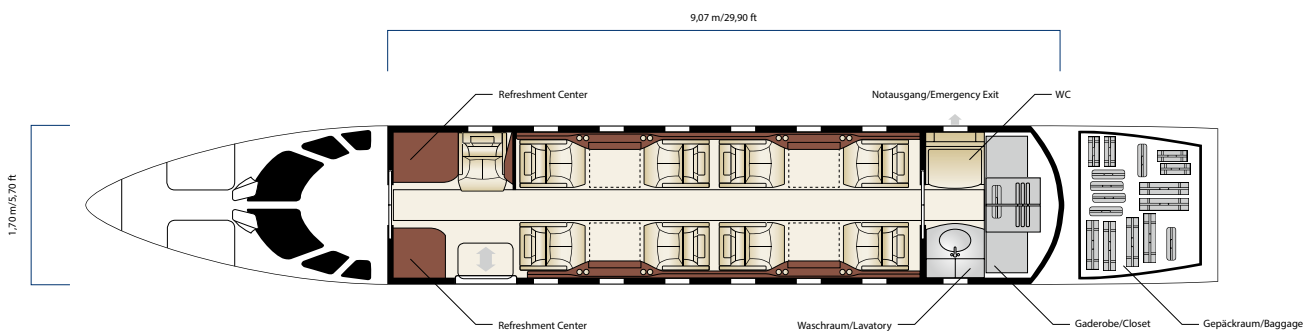 9,07 m/29,90 ft
Refreshment Center
Notausgang/Emergency Exit
WC
1,70 m/5,70 ft
Refreshment Center
Waschraum/Lavatory
Gaderobe/Closet
Gepäckraum/Baggage